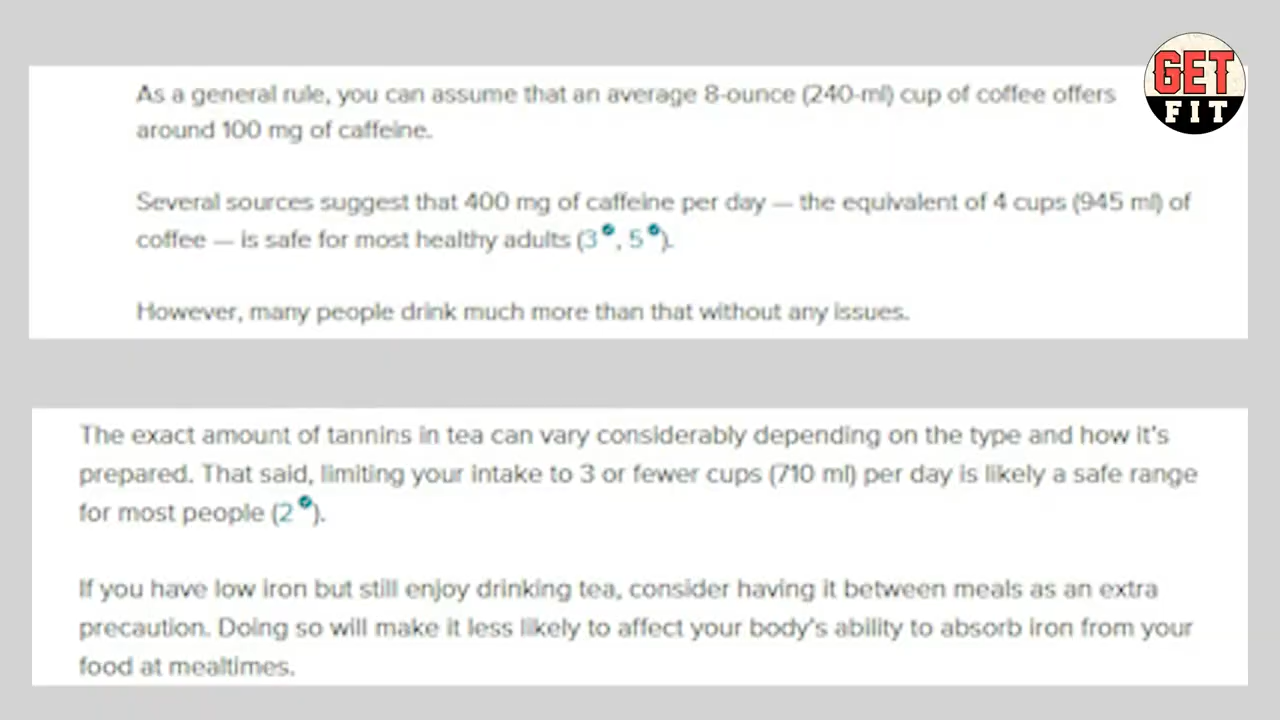 GET
FIT
As a general rule, you can assume that an average 8-ounce (240-ml) cup of coffee offers
around 100 mg of caffeine.
Several sources suggest that 400 mg of caffeine per day — the equivalent of 4 cups (945 ml) of
coffee — is safe for most healthy adults (3, 5).
However, many people drink much more than that without any issues.
The exact amount of tannins in tea can vary considerably depending on the type and how it's
prepared. That said, limiting your intake to 3 or fewer cups (710 ml) per day is likely a safe range
for most people (2).
If you have low iron but still enjoy drinking tea, consider having it between meals as an extra
precaution. Doing so will make it less likely to affect your body's ability to absorb iron from your
food at mealtimes.